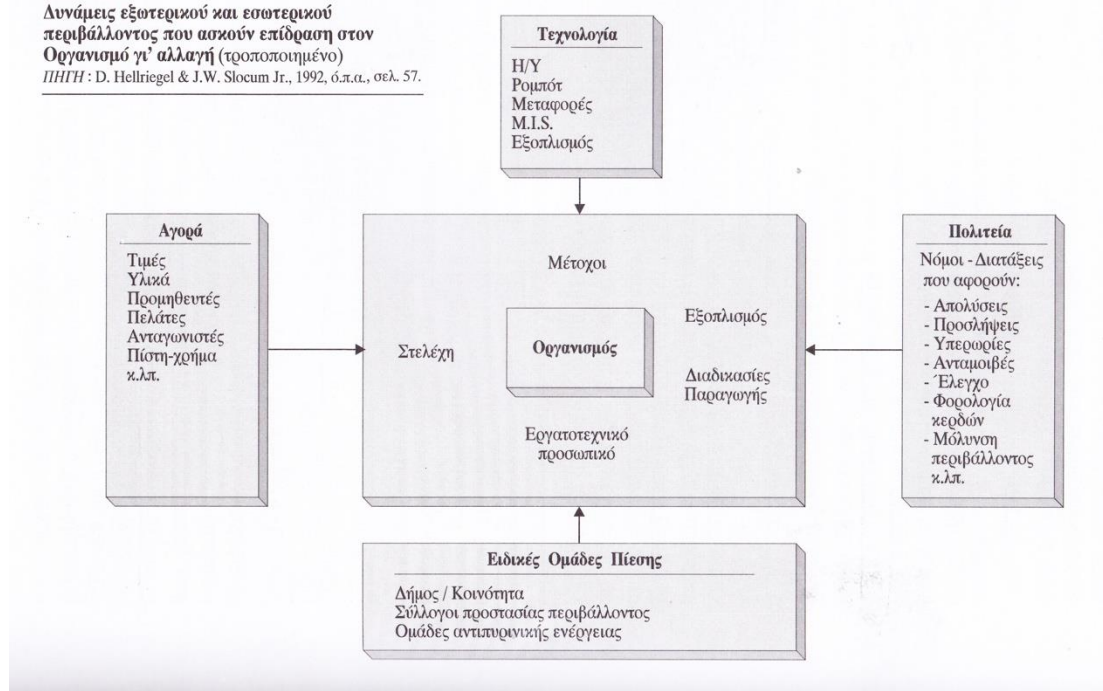 Δυνάμεις εξωτερικού και εσωτερικού
περιβάλλοντος που ασκούν επίδραση στον
Οργανισμό γι' αλλαγή (τροποποιημένο)
ΠΗΓΗ : D. Hellriegel & J.W. Slocum Jr., 1992, ό.π.α., σελ. 57.
Τεχνολογία
Η/Υ
Ρομπότ
Μεταφορές
M.I.S.
Εξοπλισμός
Αγορά
Τιμές
Υλικά
Προμηθευτές
Πελάτες
Ανταγωνιστές
Πίστη-χρήμα
κ.λπ.
Μέτοχοι
Στελέχη
Οργανισμός
Εξοπλισμός
Διαδικασίες
Παραγωγής
Εργατοτεχνικό
προσωπικό
Πολιτεία
Νόμοι - Διατάξεις
που αφορούν:
- Απολύσεις
- Προσλήψεις
- Υπερωρίες
- Ανταμοιβές
- Έλεγχο
- Φορολογία
κερδών
- Μόλυνση
περιβάλλοντος
κ.λπ.
Ειδικές Ομάδες Πίεσης
Δήμος / Κοινότητα
Σύλλογοι προστασίας περιβάλλοντος
Ομάδες αντιπυρινικής ενέργειας